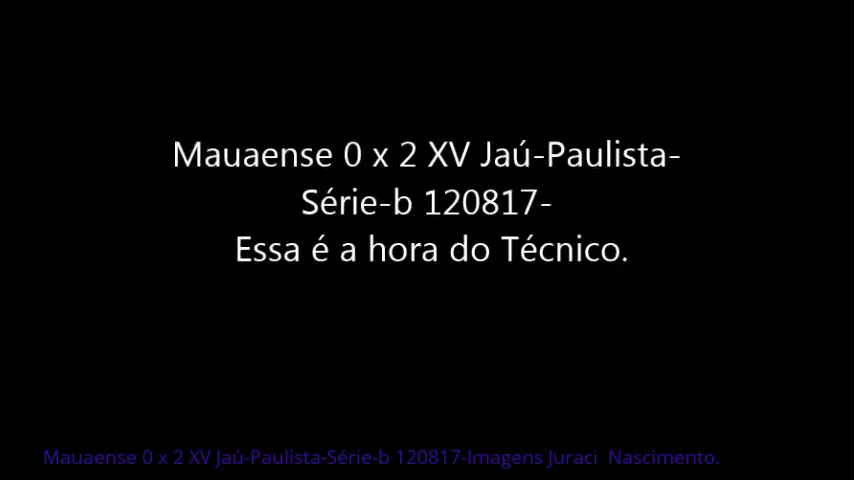 Mauaense 0 x 2 XV Jaú-Paulista-
Série-b 120817-
Essa é a hora do Técnico.
Mauaense 0 x 2 XV Jaú-Paulista-Série-b 120817-Imagens Juraci  Nascimento.